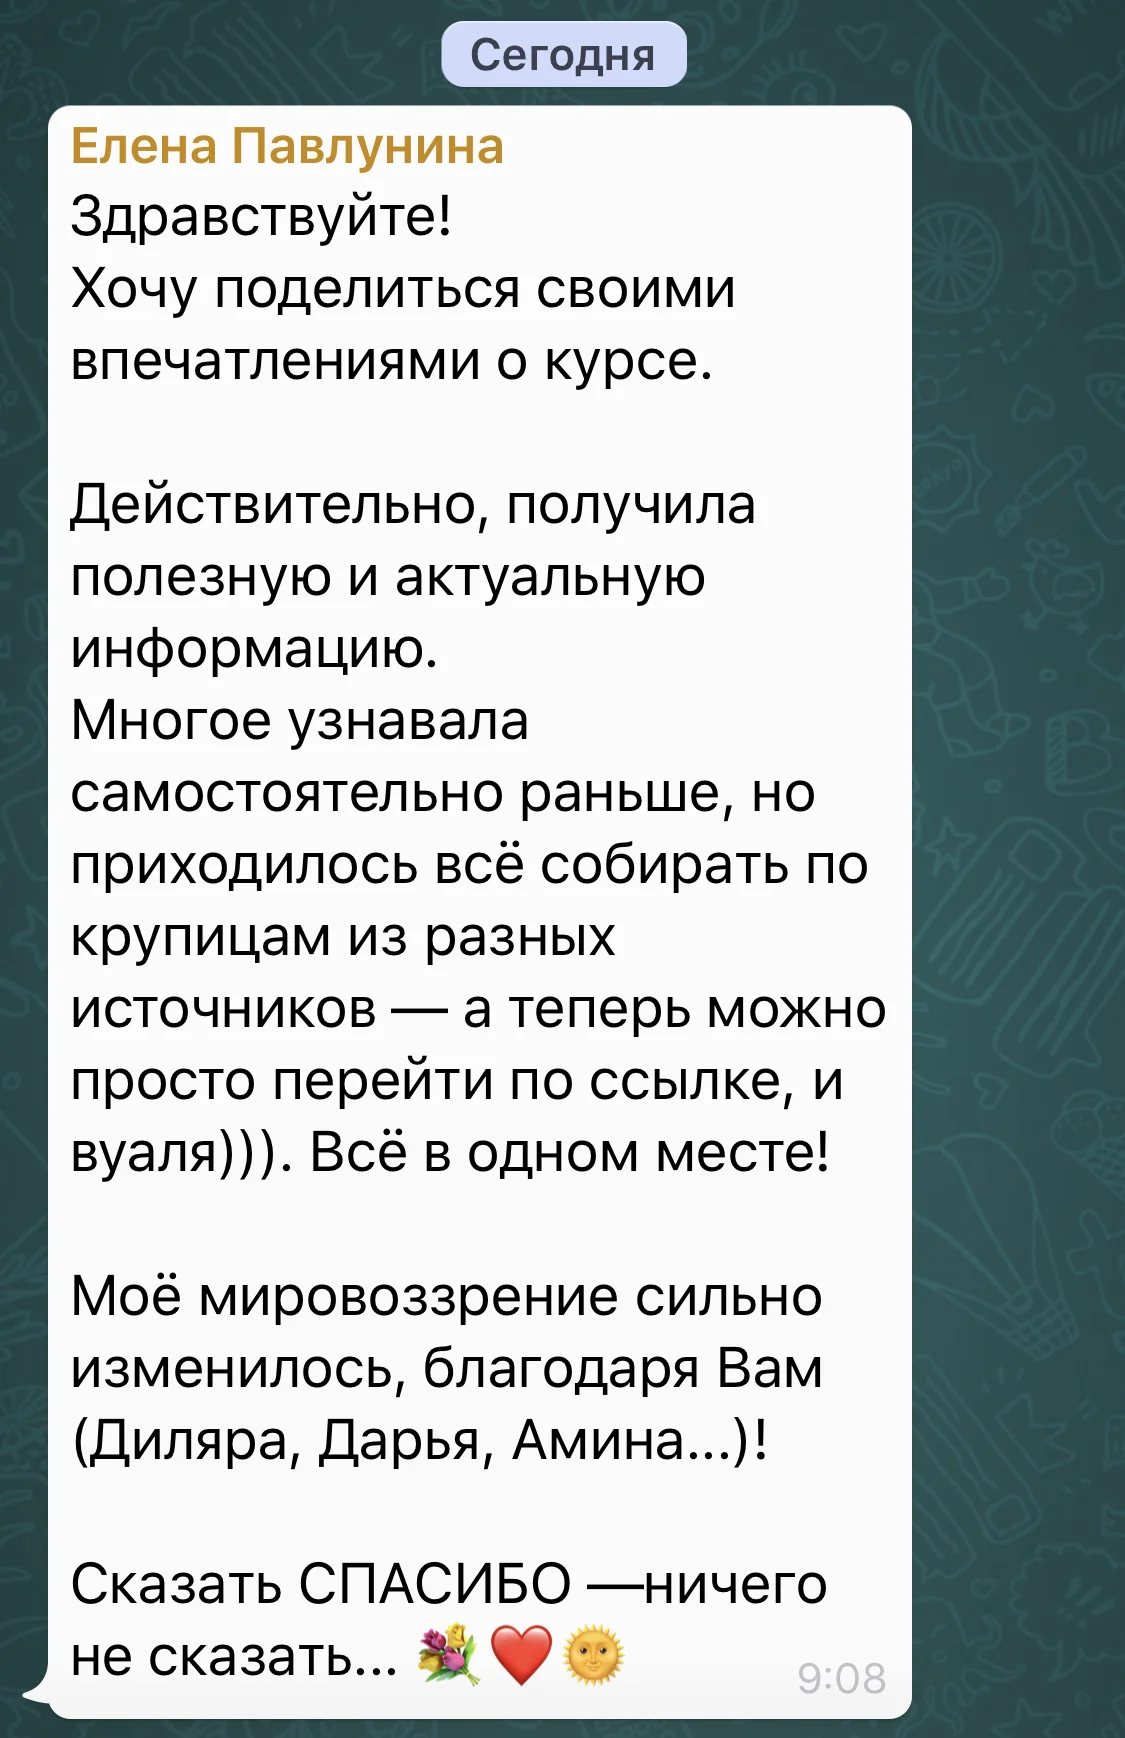 Сегодня
Елена Павлунина
Здравствуйте!
Хочу поделиться своими
впечатлениями о курсе.
Действительно, получила
полезную и актуальную
информацию.
Многое узнавала
самостоятельно раньше, но
приходилось всё собирать по
крупицам из разных
источников — а теперь можно
просто перейти по ссылке, и
вуаля))). Всё в одном месте!
Моё мировоззрение сильно
изменилось, благодаря Вам
(Диляра, Дарья, Амина...)!
Сказать СПАСИБО —ничего
не сказать... 💐❤️🌞
9:08